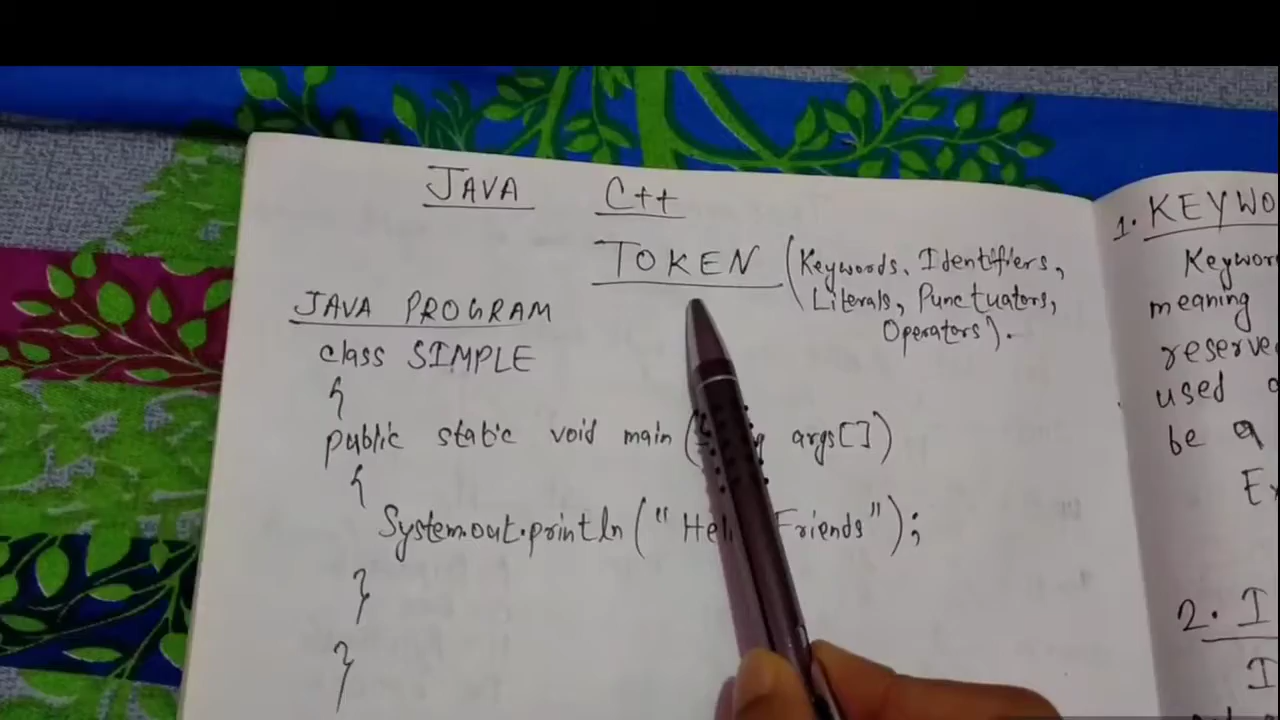 JAVA C++
TOKEN (Keywords, Identifiers,
Literals, Punctuators,
Operators).
JAVA PROGRAM
class SIMPLE
{
public static void main ( args[])
{
System.out.println (" Friends");
}
}
1. KEYWO
Keywor
meaning
reserve
used
be a
2. I
I